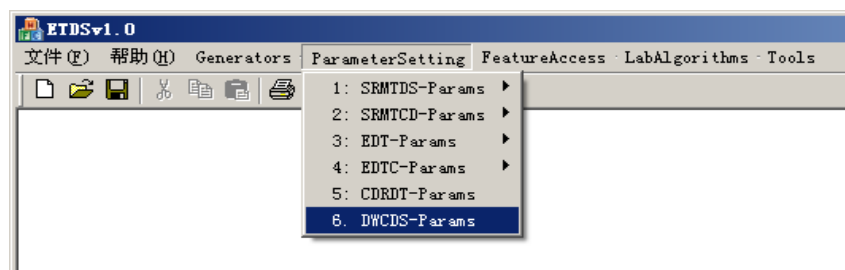 ETDSv1.0
文件(F) 帮助(H) Generators ParameterSetting FeatureAccess LabAlgorithms Tools
1: SRMTDS-Params
2: SRMTCD-Params
3: EDT-Params
4: EDTC-Params
5: CDRDT-Params
6. DWCDS-Params